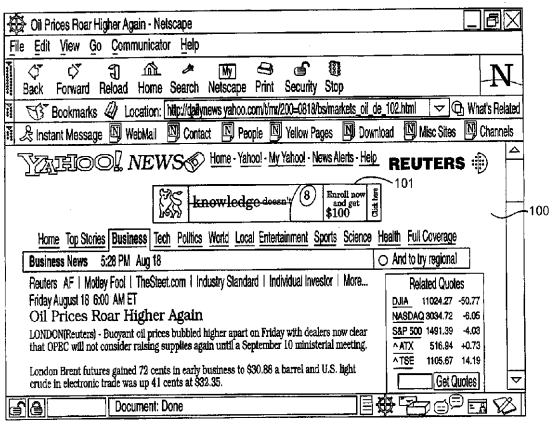 Oil Prices Roar Higher Again - Netscape
File Edit View Go Communicator Help
Back Forward Reload Home Search Netscape Print Security Stop
My
N
Bookmarks Location: http://dailynews.yahoo.com/t/mr/200=0818/bs/markets_oil_de_102.html What's Related
Instant Message WebMail Contact People Yellow Pages Download Misc Sites Channels
YAHOO! NEWS Home - Yahoo! - My Yahoo! - News Alerts - Help REUTERS
101
knowledge doesn't 8 Enroll now and get $100 Click here
100
Home Top Stories Business Tech Politics World Local Entertainment Sports Science Health Full Coverage
Business News 5:28 PM Aug 18 And to try regional
Reuters AF | Motley Fool | TheSteet.com | Industry Standard | Individual Investor | More...
Friday August 18 6:00 AM ET
Oil Prices Roar Higher Again
LONDON(Reuters) - Buoyant oil prices bubbled higher apart on Friday with dealers now clear
that OPEC will not consider raising supplies again until a September 10 ministerial meeting.
London Brent futures gained 72 cents in early business to $30.88 a barrel and U.S. light
crude in electronic trade was up 41 cents at $32.35.
Related Quotes
DJIA 11024.27 -50.77
NASDAQ 3034.72 -6.05
S&P 500 1491.39 -4.03
^ATX 516.84 +0.73
^TSE 1105.67 14.19
Get Quotes
Document: Done